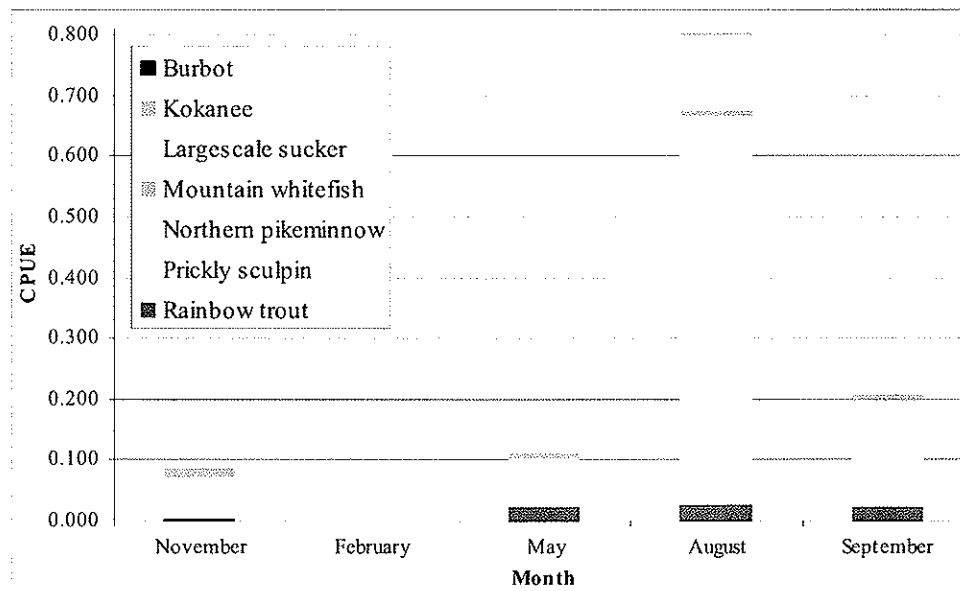 CPUE
0.800
0.700
0.600
0.500
0.400
0.300
0.200
0.100
0.000
Burbot
Kokanee
Largescale sucker
Mountain whitefish
Northern pikeminnow
Prickly sculpin
Rainbow trout
November February May August September
Month